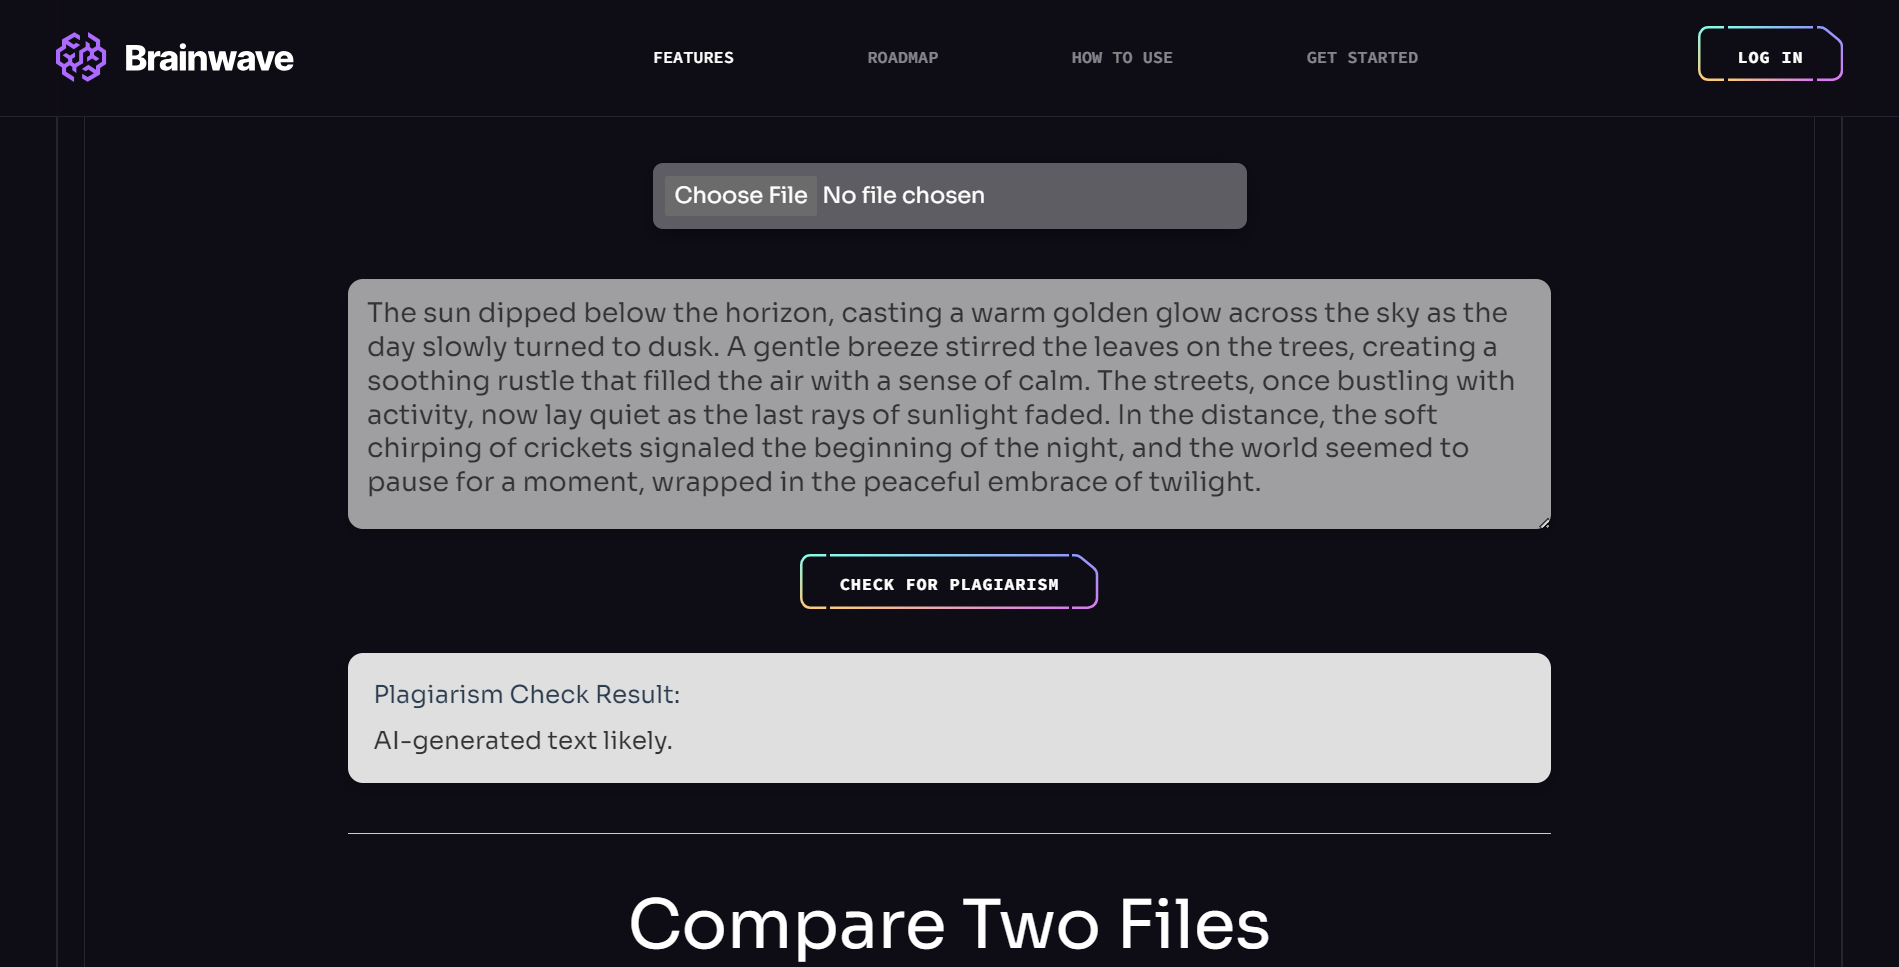 Brainwave
FEATURES
ROADMAP
HOW TO USE
GET STARTED
LOG IN
Choose File No file chosen
The sun dipped below the horizon, casting a warm golden glow across the sky as the
day slowly turned to dusk. A gentle breeze stirred the leaves on the trees, creating a
soothing rustle that filled the air with a sense of calm. The streets, once bustling with
activity, now lay quiet as the last rays of sunlight faded. In the distance, the soft
chirping of crickets signaled the beginning of the night, and the world seemed to
pause for a moment, wrapped in the peaceful embrace of twilight.
CHECK FOR PLAGIARISM
Plagiarism Check Result:
AI-generated text likely.
Compare Two Files